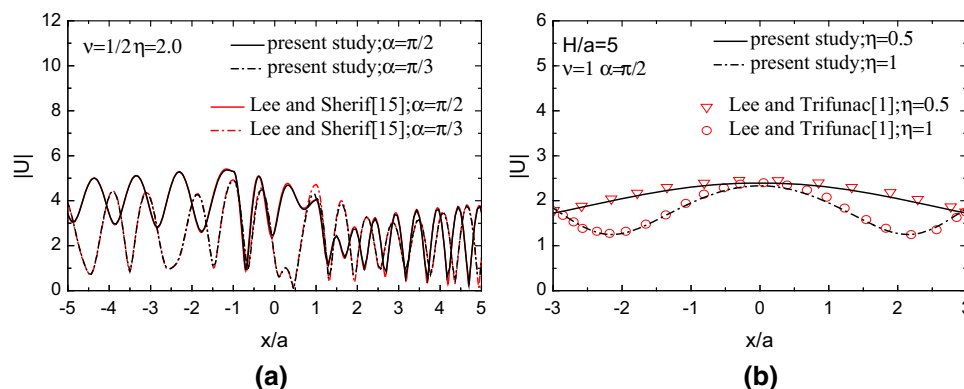 ν=1/2 η=2.0
present study;α=π/2
present study;α=π/3
Lee and Sherif[15];α=π/2
Lee and Sherif[15];α=π/3
|U|
12
10
8
6
4
2
0
-5 -4 -3 -2 -1 0 1 2 3 4 5
x/a
(a)
H/a=5
ν=1 α=π/2
present study;η=0.5
present study;η=1
Lee and Trifunac[1];η=0.5
Lee and Trifunac[1];η=1
|U|
6
5
4
3
2
1
0
-3 -2 -1 0 1 2 3
x/a
(b)